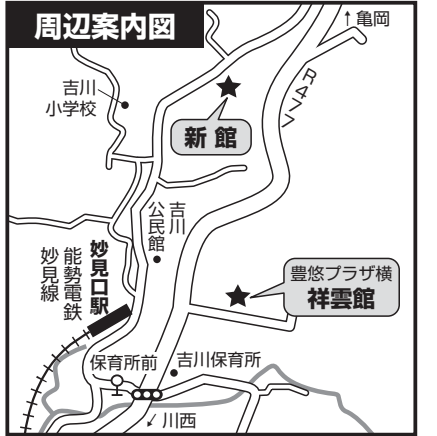 周辺案内図
↑亀岡
吉川
小学校
R477
新館
吉川
公民館
妙見口駅
能勢電鉄
妙見線
豊悠プラザ横
祥雲館
保育所前
吉川保育所
↙川西